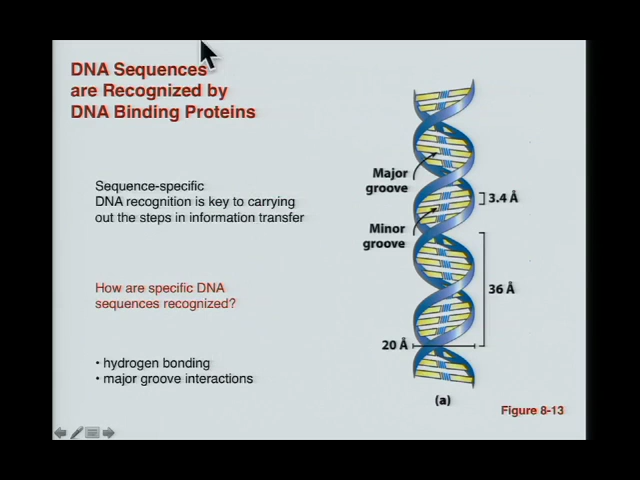 DNA Sequences
are Recognized by
DNA Binding Proteins
Sequence-specific
DNA recognition is key to carrying
out the steps in information transfer
How are specific DNA
sequences recognized?
• hydrogen bonding
• major groove interactions
Major
groove
Minor
groove
3.4 Å
36 Å
20 Å
(a)
Figure 8-13